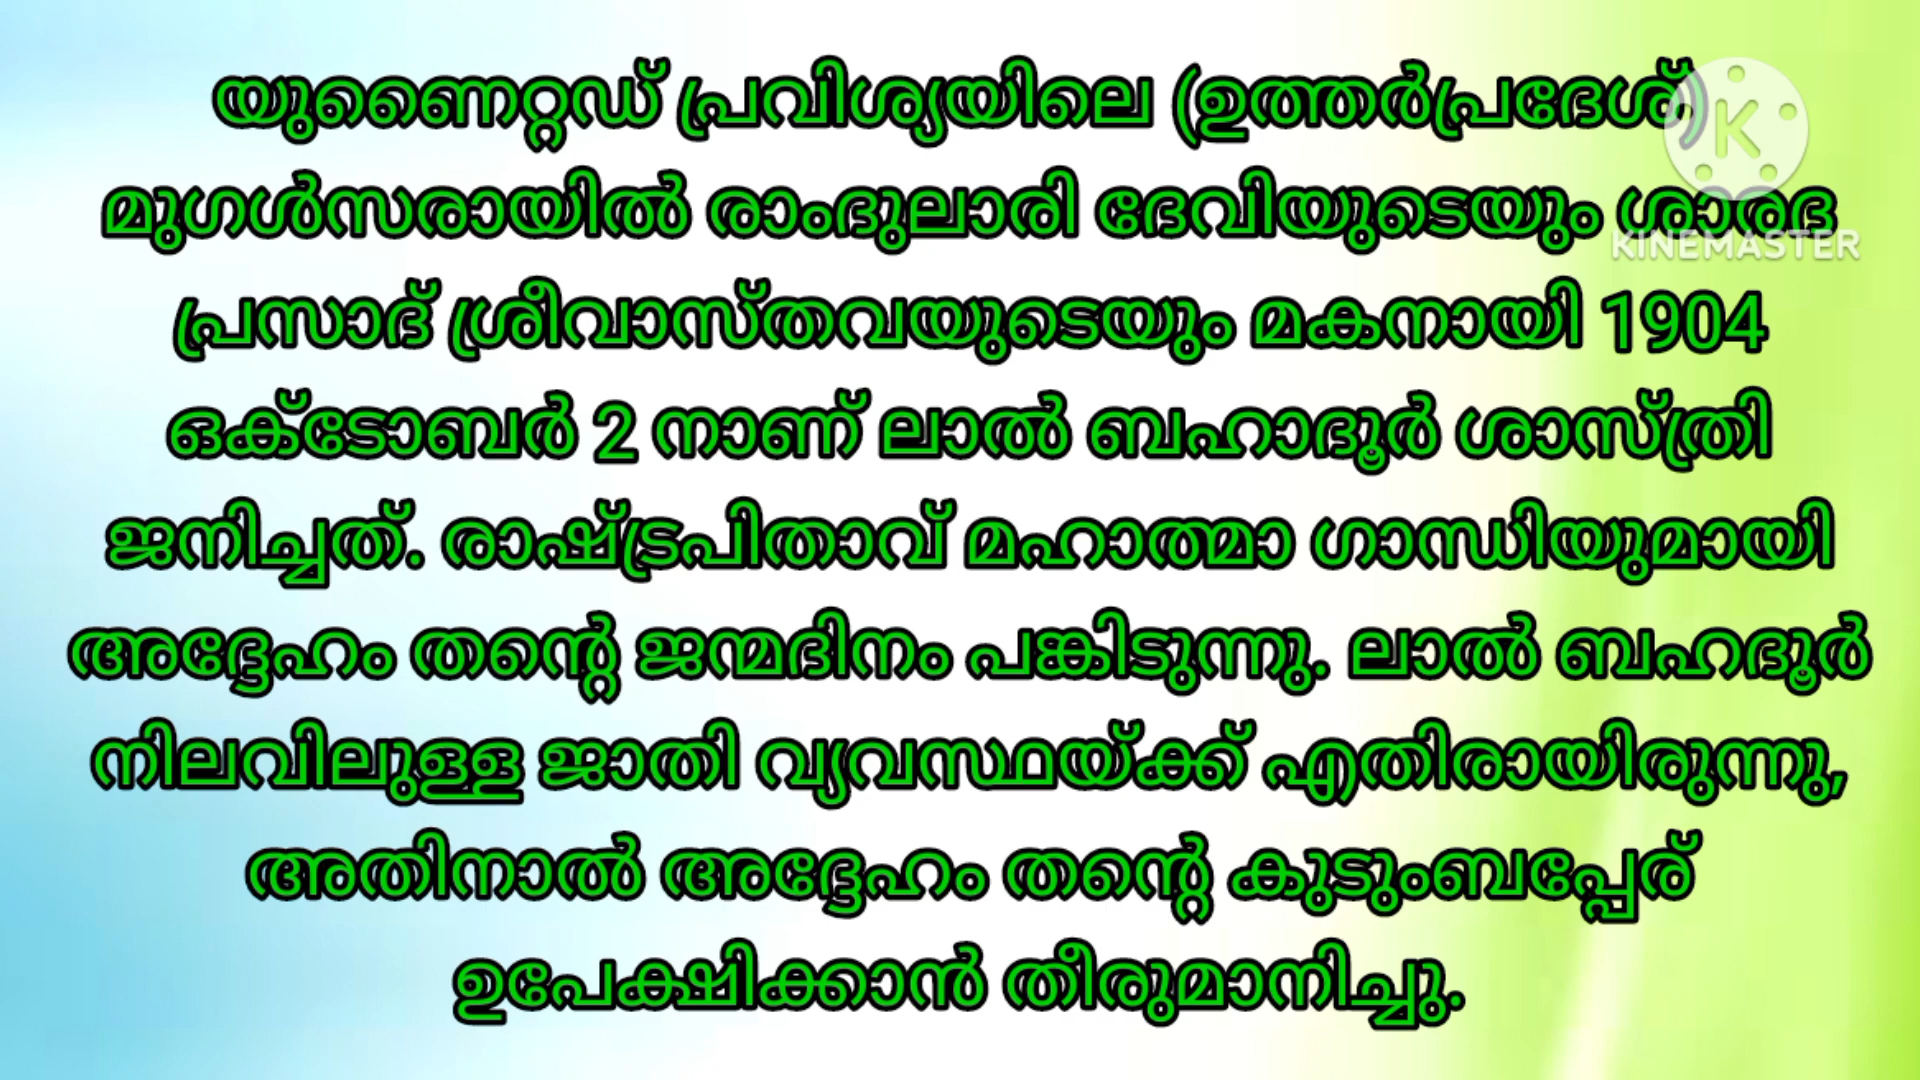 യുണൈറ്റഡ് പ്രവിശ്യയിലെ (ഉത്തർപ്രദേശ്)
മുഗൾസരായിൽ രാംദുലാരി ദേവിയുടെയും ശാരദ
പ്രസാദ് ശ്രീവാസ്തവയുടെയും മകനായി 1904
ഒക്ടോബർ 2 നാണ് ലാൽ ബഹാദൂർ ശാസ്ത്രി
ജനിച്ചത്. രാഷ്ട്രപിതാവ് മഹാത്മാ ഗാന്ധിയുമായി
അദ്ദേഹം തന്റെ ജന്മദിനം പങ്കിടുന്നു. ലാൽ ബഹദൂർ
നിലവിലുള്ള ജാതി വ്യവസ്ഥയ്ക്ക് എതിരായിരുന്നു,
അതിനാൽ അദ്ദേഹം തന്റെ കുടുംബപ്പേര്
ഉപേക്ഷിക്കാൻ തീരുമാനിച്ചു.
K
KINEMASTER